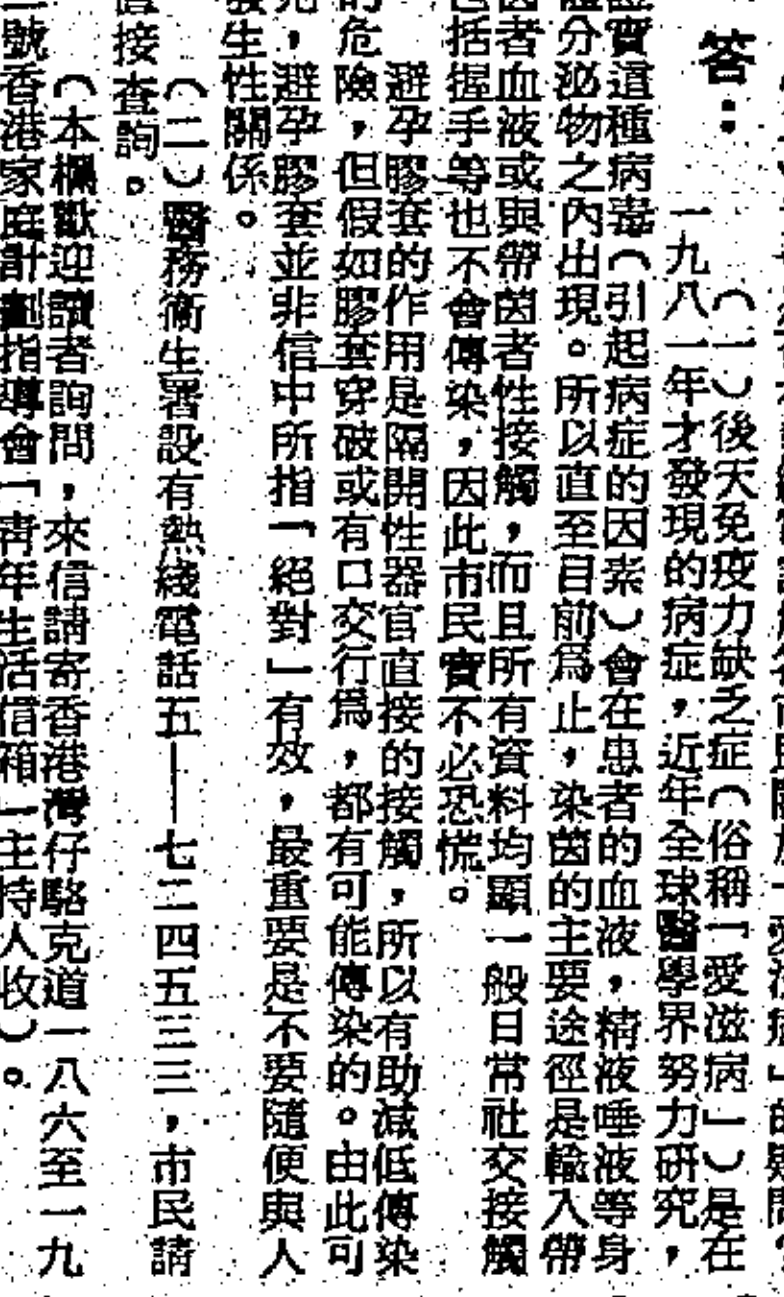 答：
（一）後天免疫力缺乏症（俗稱「愛滋病」）是在
一九八一年才發現的病症，近年全球醫學界努力研究，
證實這種病毒（引起病症的因素）會在患者的血液，精液唾液等身
體分泌物之內出現。所以直至目前爲止，染菌的主要途徑是輸入帶
菌者血液或與帶菌者性接觸，而且所有資料均顯一般日常社交接觸
包括握手等也不會傳染，因此市民實不必恐慌。
避孕膠套的作用是隔開性器官直接的接觸，所以有助減低傳染
的危險，但假如膠套穿破或有口交行爲，都有可能傳染的。由此可
見，避孕膠套並非信中所指「絕對」有效，最重要是不要隨便與人
發生性關係。
（二）醫務衞生署設有熱綫電話五——七二四五三三，市民請
直接查詢。
（本欄歡迎讀者詢問，來信請寄香港灣仔駱克道一八六至一九
號香港家庭計劃指導會「靑年生活信箱」主持人收）。